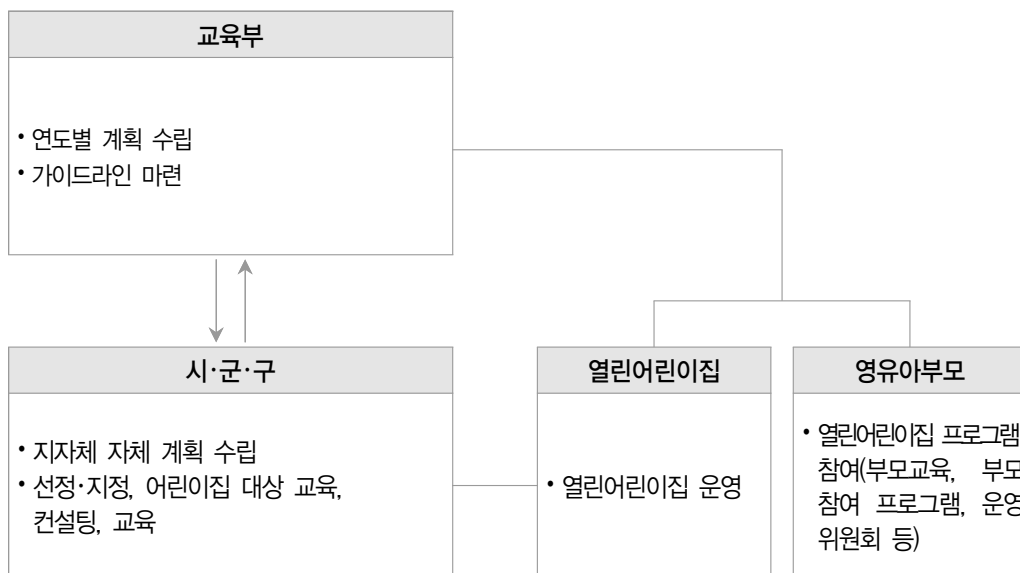 교육부
• 연도별 계획 수립
• 가이드라인 마련
시·군·구
• 지자체 자체 계획 수립
• 선정·지정, 어린이집 대상 교육,
컨설팅, 교육
열린어린이집
• 열린어린이집 운영
영유아부모
• 열린어린이집 프로그램
참여(부모교육, 부모
참여 프로그램, 운영
위원회 등)